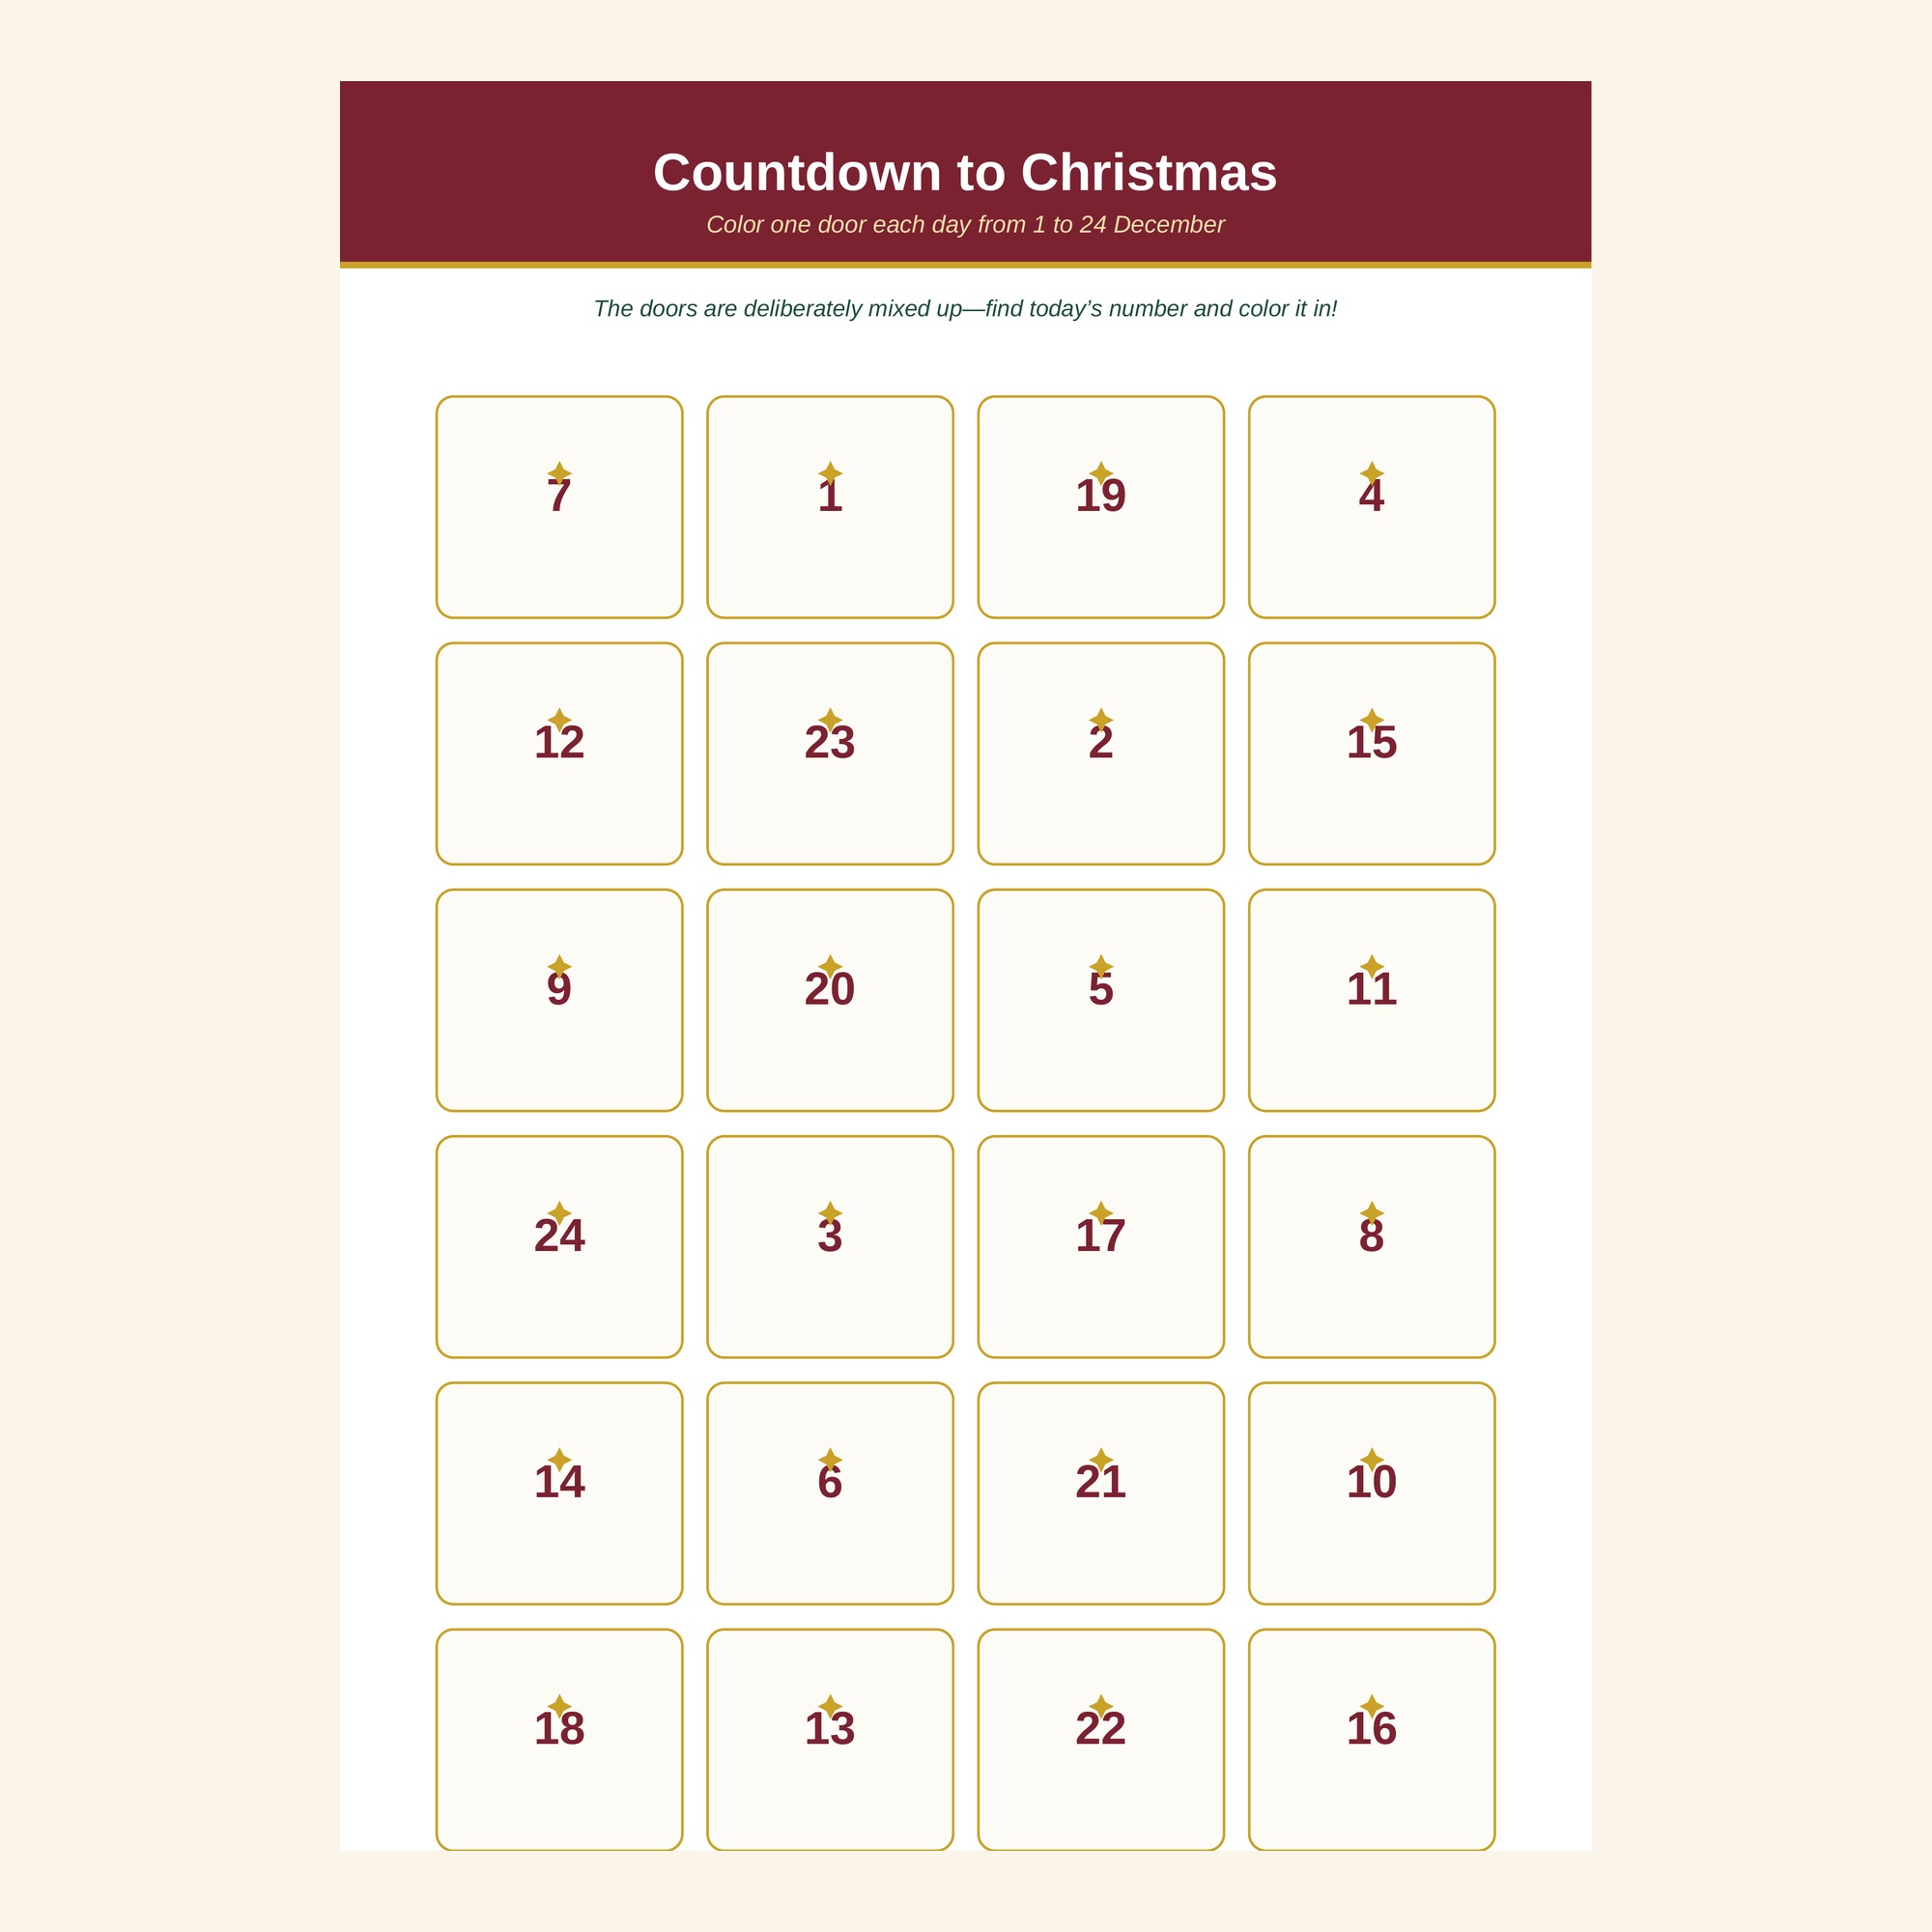 Countdown to Christmas
Color one door each day from 1 to 24 December
The doors are deliberately mixed up—find today’s number and color it in!
7 1 19 4
12 23 2 15
9 20 5 11
24 3 17 8
14 6 21 10
18 13 22 16